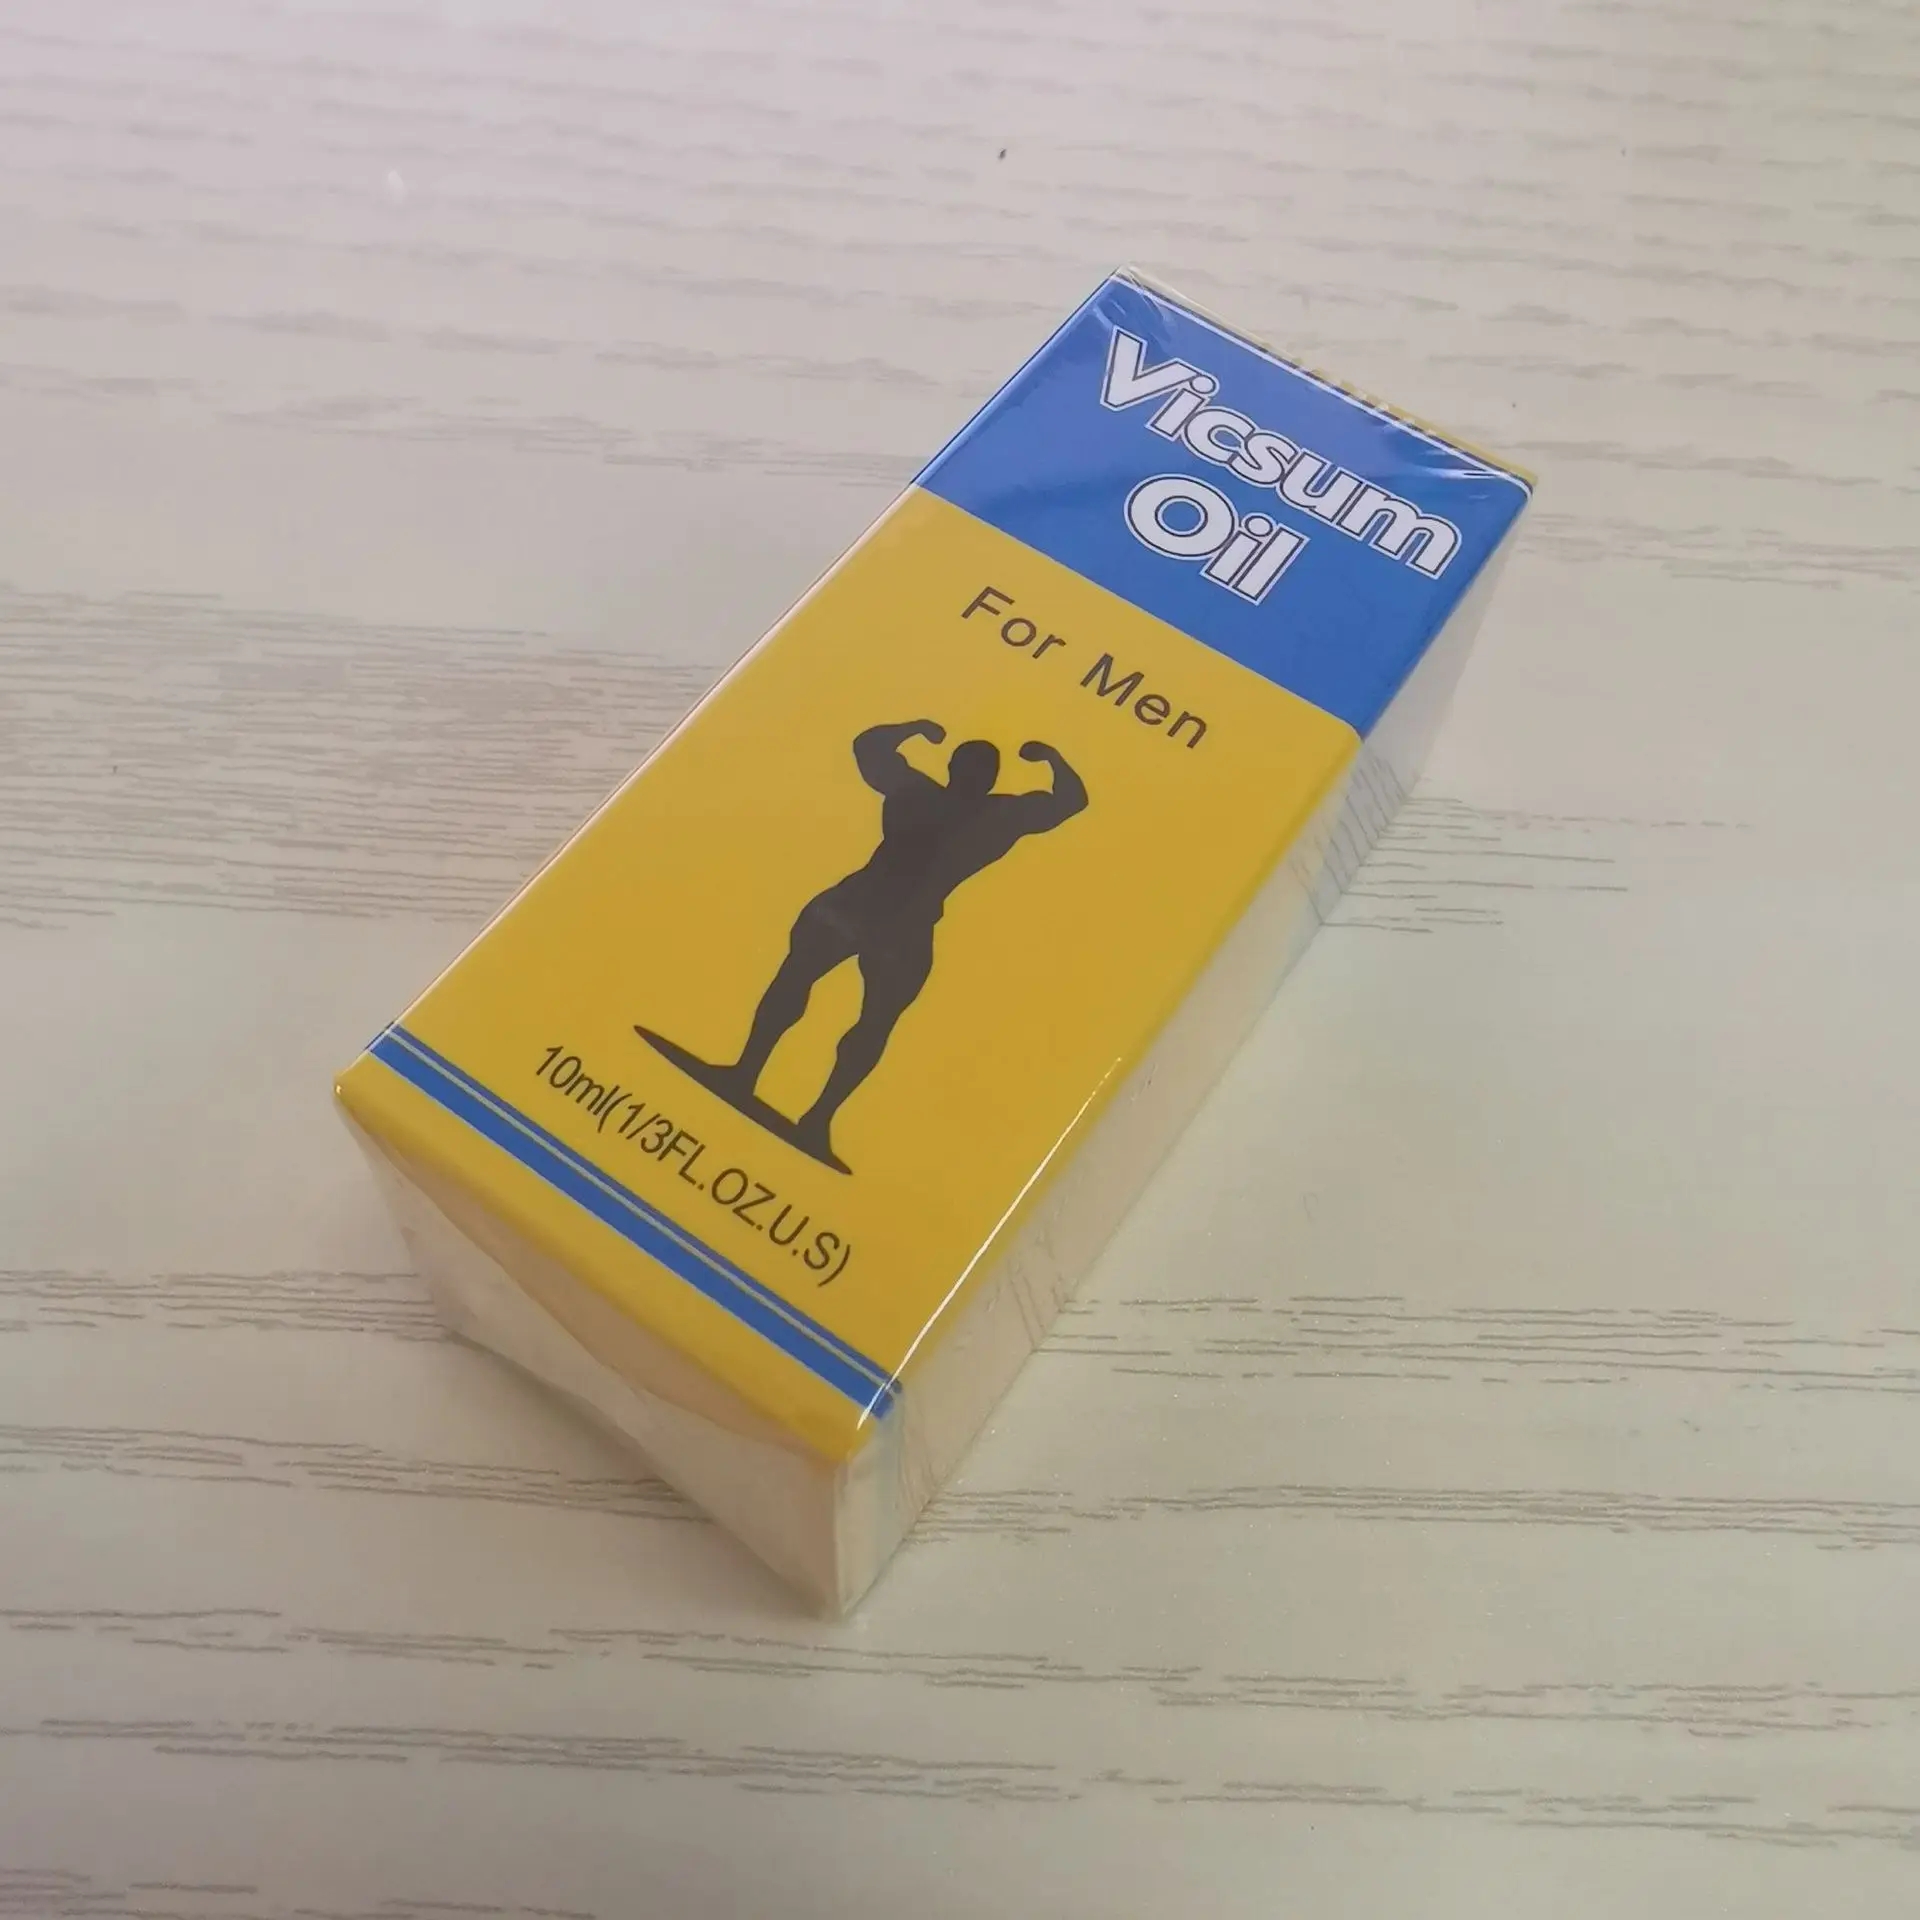 Vicsum
Oil
For Men
10ml(1/3FL.OZ.U.S)